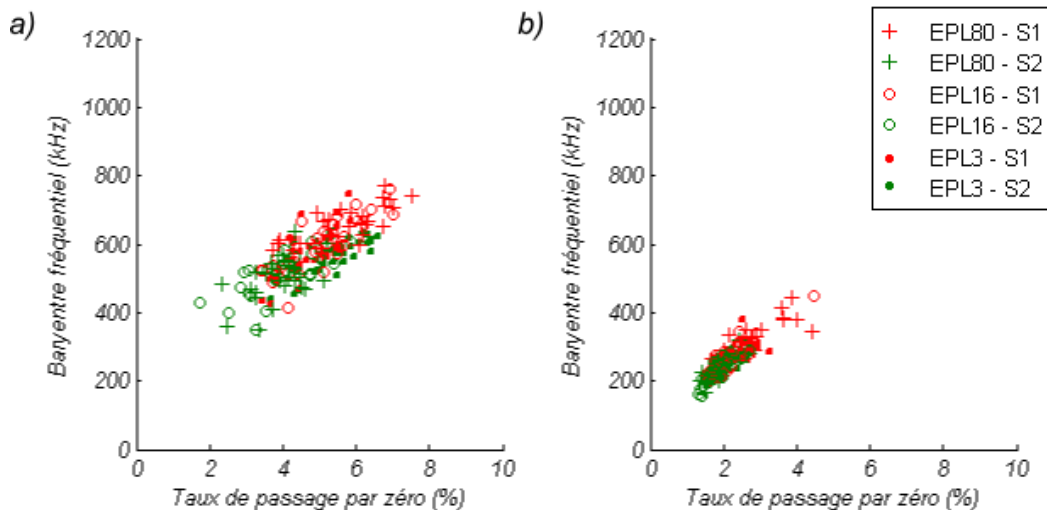 a)
1200
1000
800
600
400
200
0
Baryentre fréquentiel (kHz)
0 2 4 6 8 10
Taux de passage par zéro (%)
b)
1200
1000
800
600
400
200
0
Baryentre fréquentiel (kHz)
0 2 4 6 8 10
Taux de passage par zéro (%)
EPL80 - S1
EPL80 - S2
EPL16 - S1
EPL16 - S2
EPL3 - S1
EPL3 - S2